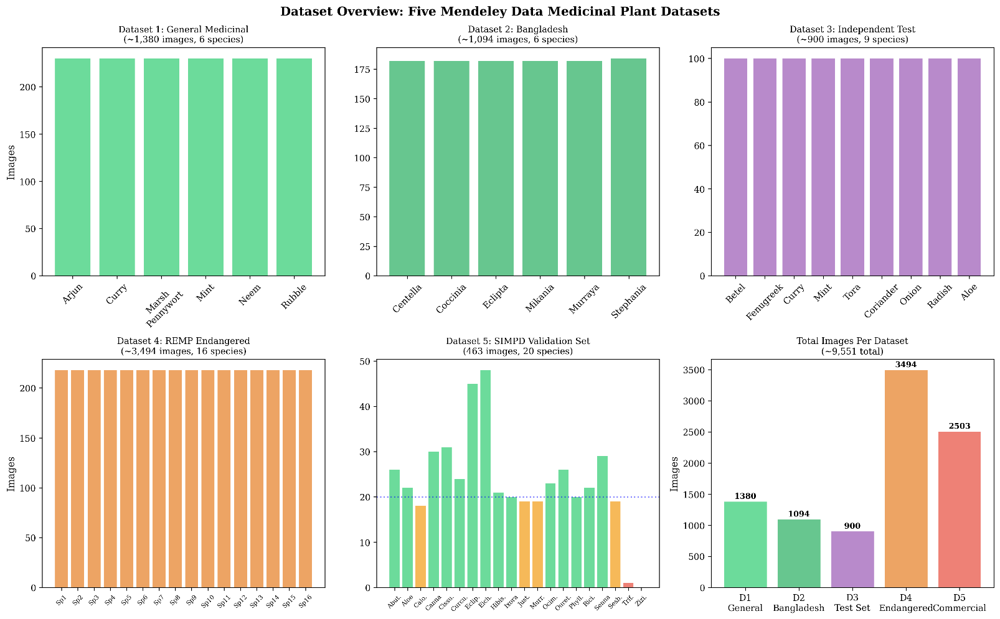 Dataset Overview: Five Mendeley Data Medicinal Plant Datasets
Dataset 1: General Medicinal
(~1,380 images, 6 species)
Images
200
150
100
50
0
Arjun
Curry
Marsh
Pennywort
Mint
Neem
Rubble
Dataset 2: Bangladesh
(~1,094 images, 6 species)
175
150
125
100
75
50
25
0
Centella
Coccinia
Eclipta
Mikania
Murraya
Stephania
Dataset 3: Independent Test
(~900 images, 9 species)
100
80
60
40
20
0
Betel
Fenugreek
Curry
Mint
Tora
Coriander
Onion
Radish
Aloe
Dataset 4: REMP Endangered
(~3,494 images, 16 species)
Images
200
150
100
50
0
Sp1
Sp2
Sp3
Sp4
Sp5
Sp6
Sp7
Sp8
Sp9
Sp10
Sp11
Sp12
Sp13
Sp14
Sp15
Sp16
Dataset 5: SIMPD Validation Set
(463 images, 20 species)
50
40
30
20
10
0
Abut.
Aloe
Calo.
Canna
Cissu.
Curcu.
Eclip.
Eich.
Hibis.
Ixora
Just.
Murr.
Ocim.
Ouret.
Phyll.
Rici.
Senna
Sesb.
Trif.
Zizi.
Total Images Per Dataset
(~9,551 total)
Images
3500
3000
2500
2000
1500
1000
500
0
1380
1094
900
3494
2503
D1
General
D2
Bangladesh
D3
Test Set
D4
Endangered
D5
Commercial